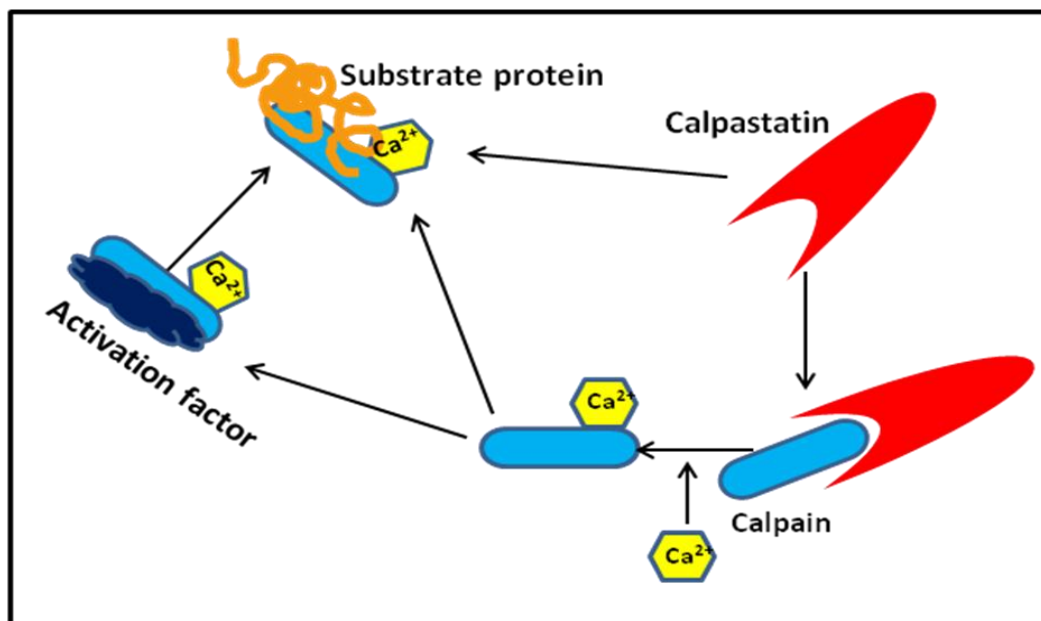 Substrate protein
Calpastatin
Ca²⁺
Ca²⁺
Activation factor
Ca²⁺
Calpain
Ca²⁺